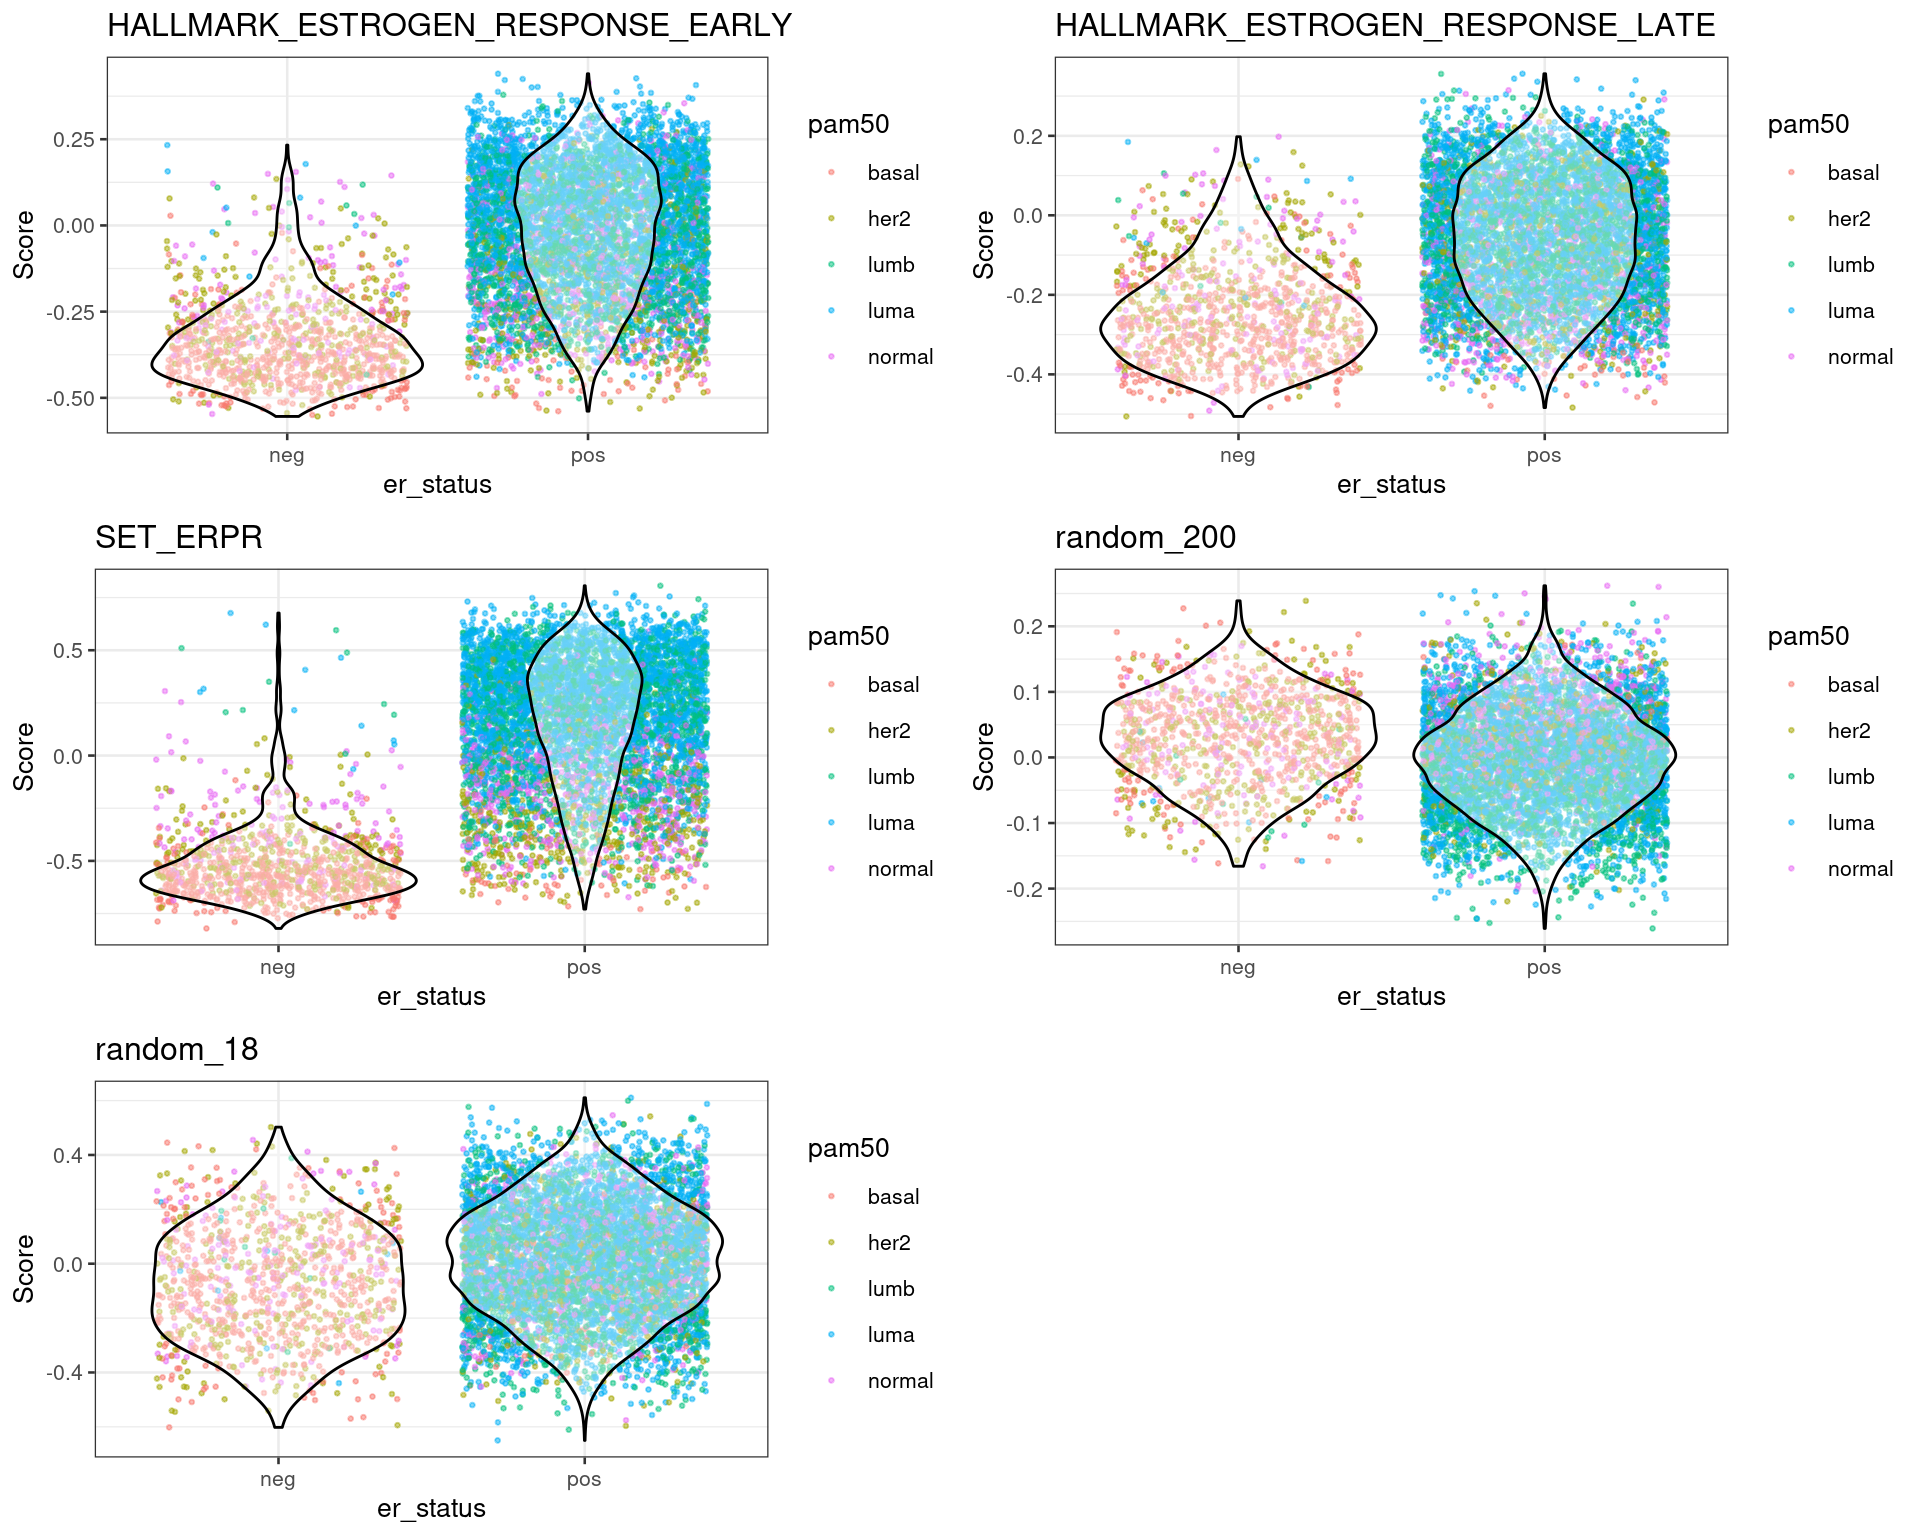 HALLMARK_ESTROGEN_RESPONSE_EARLY
Score
0.25
0.00
-0.25
-0.50
neg
pos
er_status
pam50
basal
her2
lumb
luma
normal
HALLMARK_ESTROGEN_RESPONSE_LATE
Score
0.2
0.0
-0.2
-0.4
neg
pos
er_status
pam50
basal
her2
lumb
luma
normal
SET_ERPR
Score
0.5
0.0
-0.5
neg
pos
er_status
pam50
basal
her2
lumb
luma
normal
random_200
Score
0.2
0.1
0.0
-0.1
-0.2
neg
pos
er_status
pam50
basal
her2
lumb
luma
normal
random_18
Score
0.4
0.0
-0.4
neg
pos
er_status
pam50
basal
her2
lumb
luma
normal